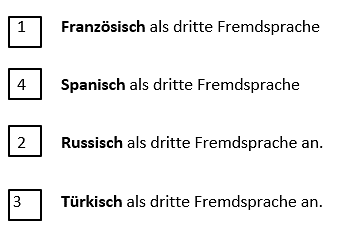 1 Französisch als dritte Fremdsprache
4 Spanisch als dritte Fremdsprache
2 Russisch als dritte Fremdsprache an.
3 Türkisch als dritte Fremdsprache an.